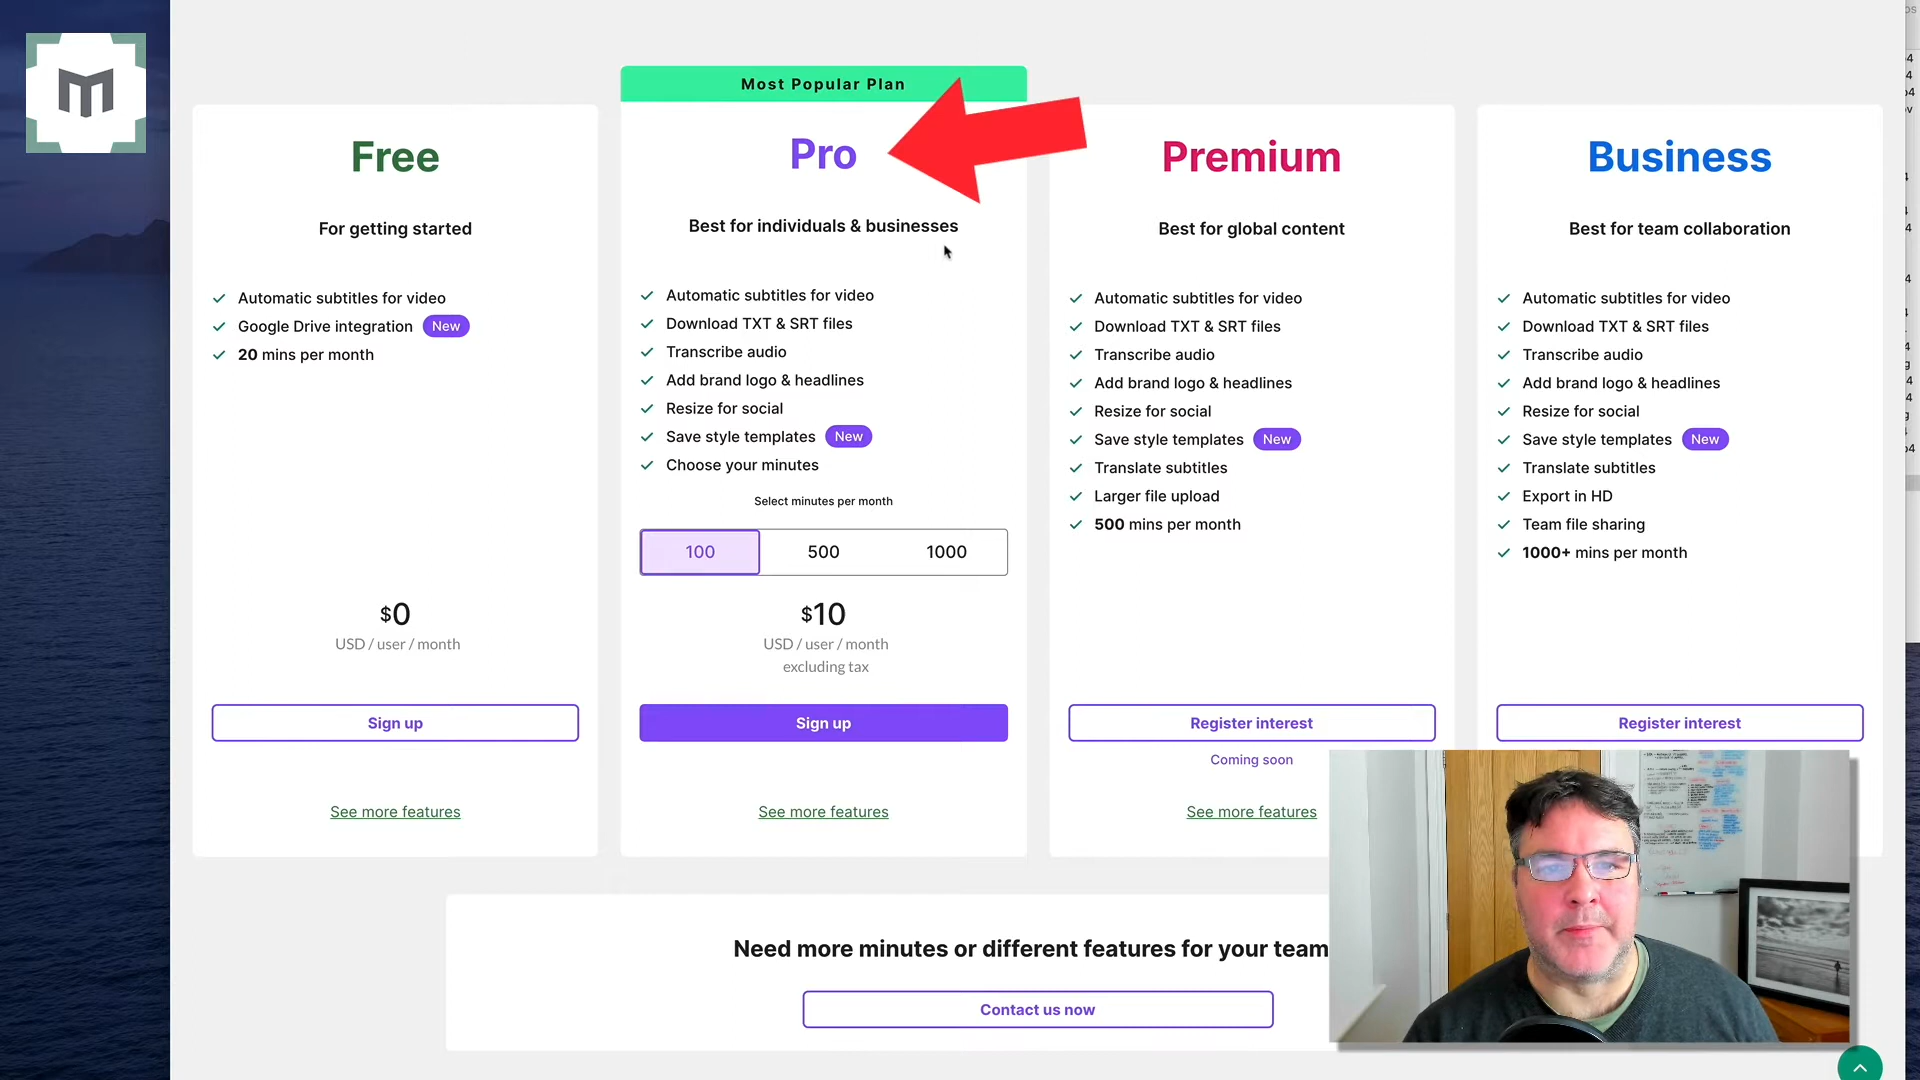 Most Popular Plan
Free
For getting started
Automatic subtitles for video
Google Drive integration New
20 mins per month
$0
USD / user / month
Sign up
See more features
Pro
Best for individuals & businesses
Automatic subtitles for video
Download TXT & SRT files
Transcribe audio
Add brand logo & headlines
Resize for social
Save style templates New
Choose your minutes
Select minutes per month
100 500 1000
$10
USD / user / month
excluding tax
Sign up
See more features
Premium
Best for global content
Automatic subtitles for video
Download TXT & SRT files
Transcribe audio
Add brand logo & headlines
Resize for social
Save style templates New
Translate subtitles
Larger file upload
500 mins per month
Register interest
Coming soon
See more features
Business
Best for team collaboration
Automatic subtitles for video
Download TXT & SRT files
Transcribe audio
Add brand logo & headlines
Resize for social
Save style templates New
Translate subtitles
Export in HD
Team file sharing
1000+ mins per month
Register interest
Need more minutes or different features for your team
Contact us now